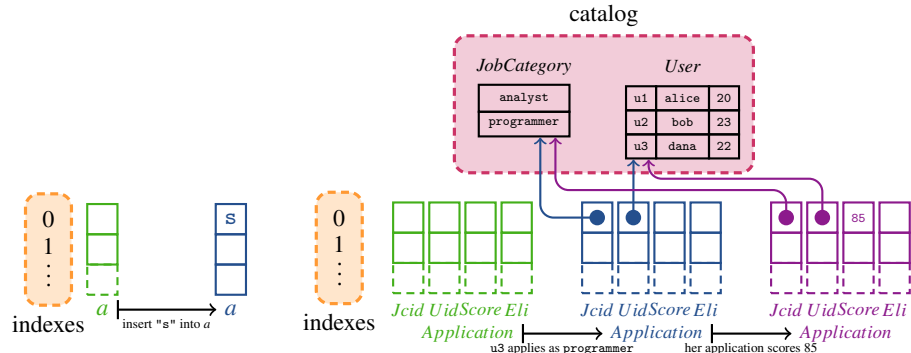 catalog
JobCategory
User
analyst
programmer
u1 alice 20
u2 bob 23
u3 dana 22
0
1
⋮
indexes
s
a
insert "s" into a
a
0
1
⋮
indexes
85
Jcid Uid Score Eli
Application
u3 applies as programmer
Jcid Uid Score Eli
Application
her application scores 85
Jcid Uid Score Eli
Application